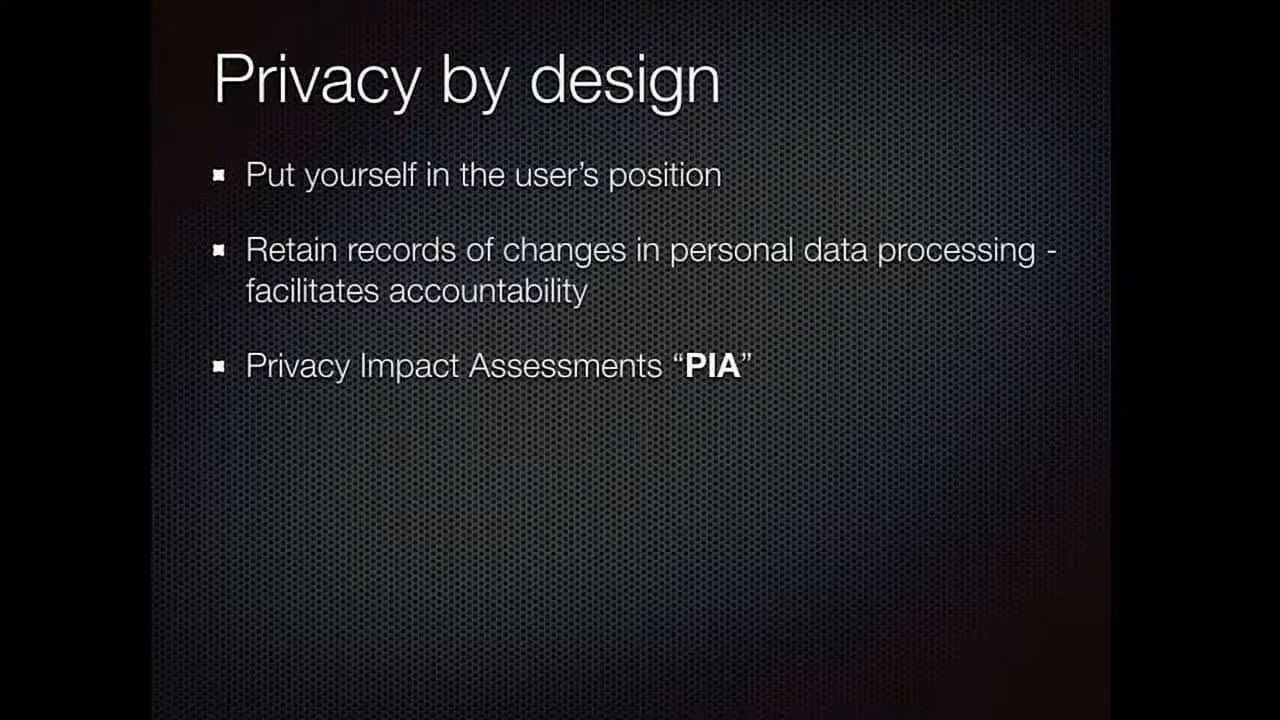 Privacy by design
Put yourself in the user’s position
Retain records of changes in personal data processing -
facilitates accountability
Privacy Impact Assessments “PIA”